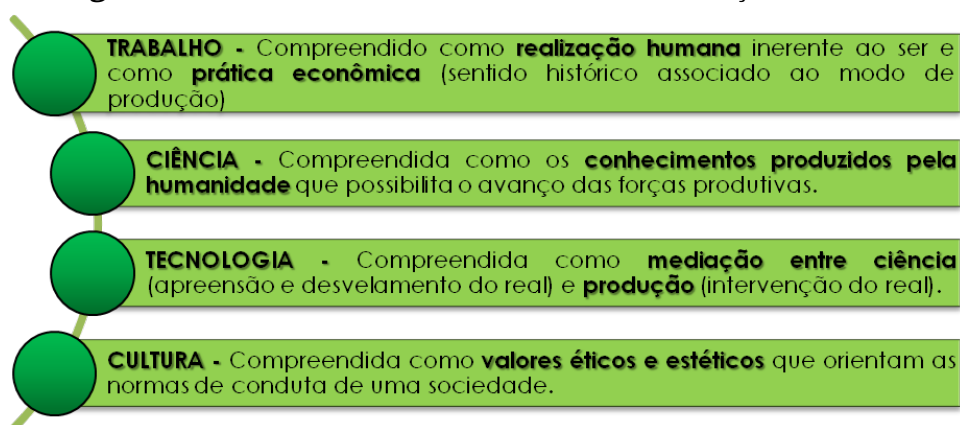 TRABALHO - Compreendido como realização humana inerente ao ser e
como prática econômica (sentido histórico associado ao modo de
produção)
CIÊNCIA - Compreendida como os conhecimentos produzidos pela
humanidade que possibilita o avanço das forças produtivas.
TECNOLOGIA - Compreendida como mediação entre ciência
(apreensão e desvelamento do real) e produção (intervenção do real).
CULTURA - Compreendida como valores éticos e estéticos que orientam as
normas de conduta de uma sociedade.